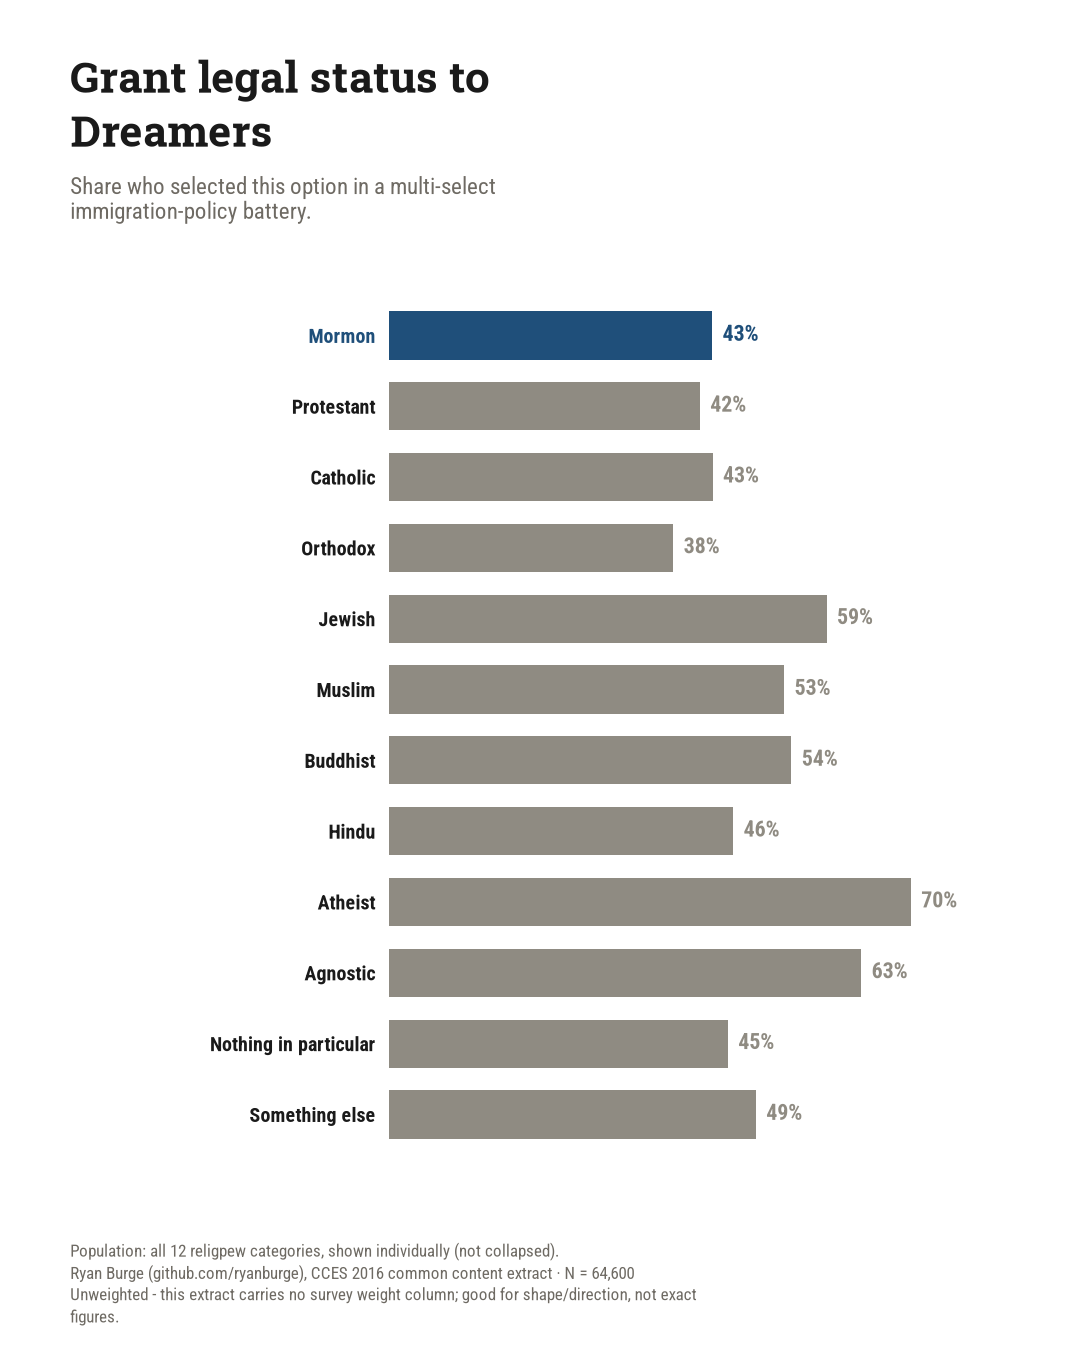 Grant legal status to
Dreamers
Share who selected this option in a multi-select
immigration-policy battery.
Mormon 43%
Protestant 42%
Catholic 43%
Orthodox 38%
Jewish 59%
Muslim 53%
Buddhist 54%
Hindu 46%
Atheist 70%
Agnostic 63%
Nothing in particular 45%
Something else 49%
Population: all 12 religpew categories, shown individually (not collapsed).
Ryan Burge (github.com/ryanburge), CCES 2016 common content extract · N = 64,600
Unweighted - this extract carries no survey weight column; good for shape/direction, not exact
figures.